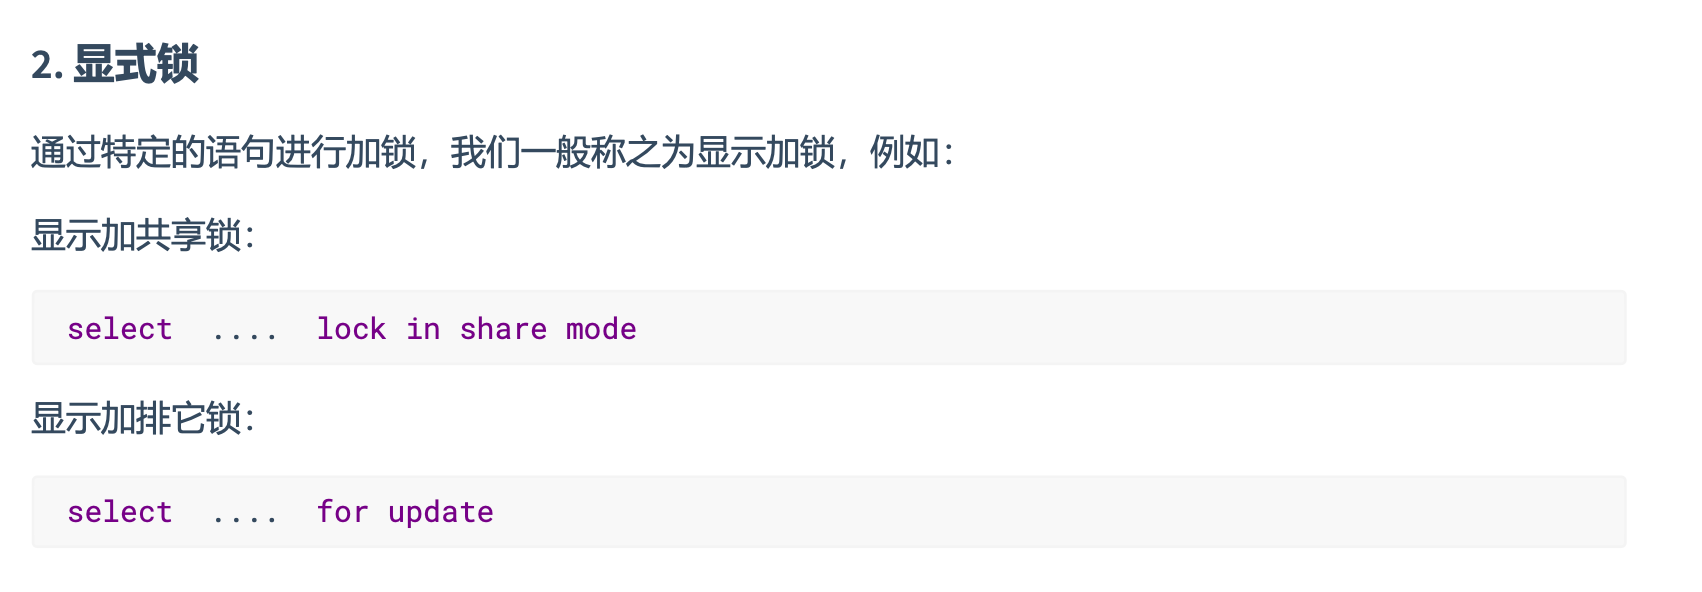 2. 显式锁
通过特定的语句进行加锁，我们一般称之为显示加锁，例如：
显示加共享锁：
select  ....  lock in share mode
显示加排它锁：
select  ....  for update